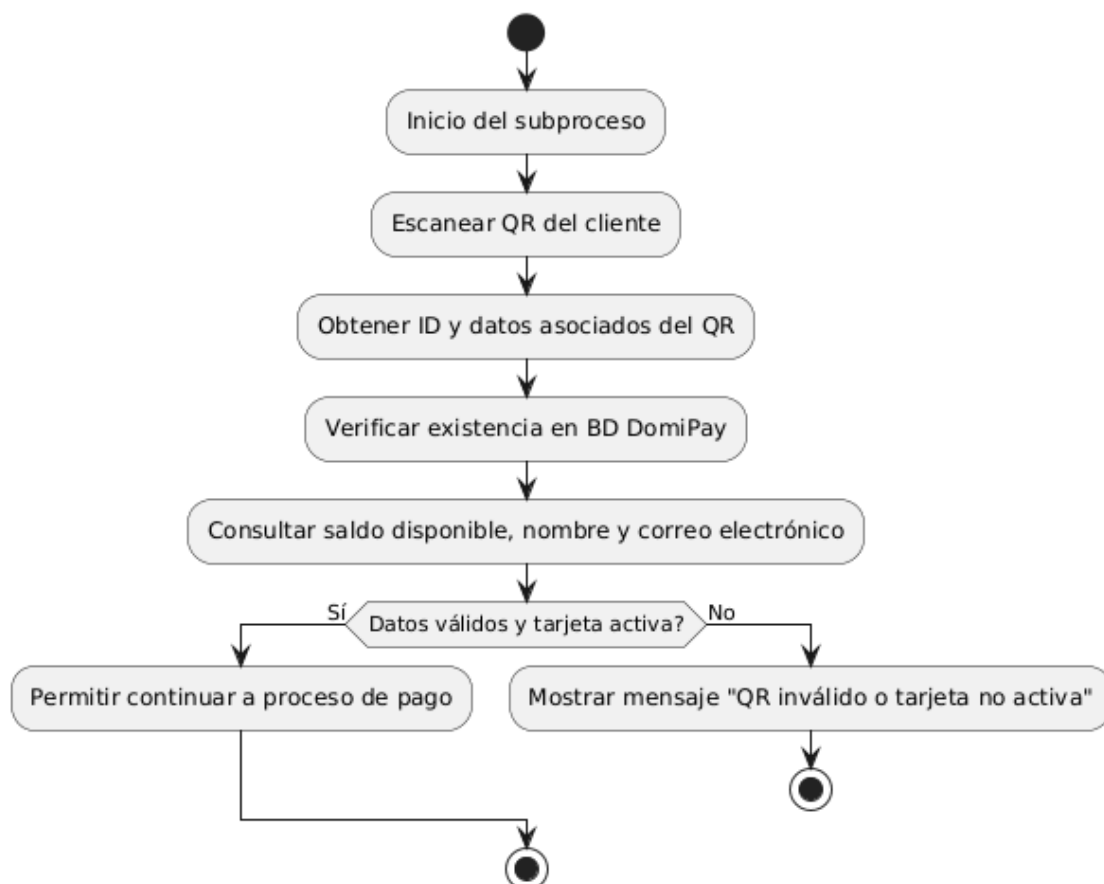 Inicio del subproceso
Escanear QR del cliente
Obtener ID y datos asociados del QR
Verificar existencia en BD DomiPay
Consultar saldo disponible, nombre y correo electrónico
Sí
Datos válidos y tarjeta activa?
No
Permitir continuar a proceso de pago
Mostrar mensaje "QR inválido o tarjeta no activa"